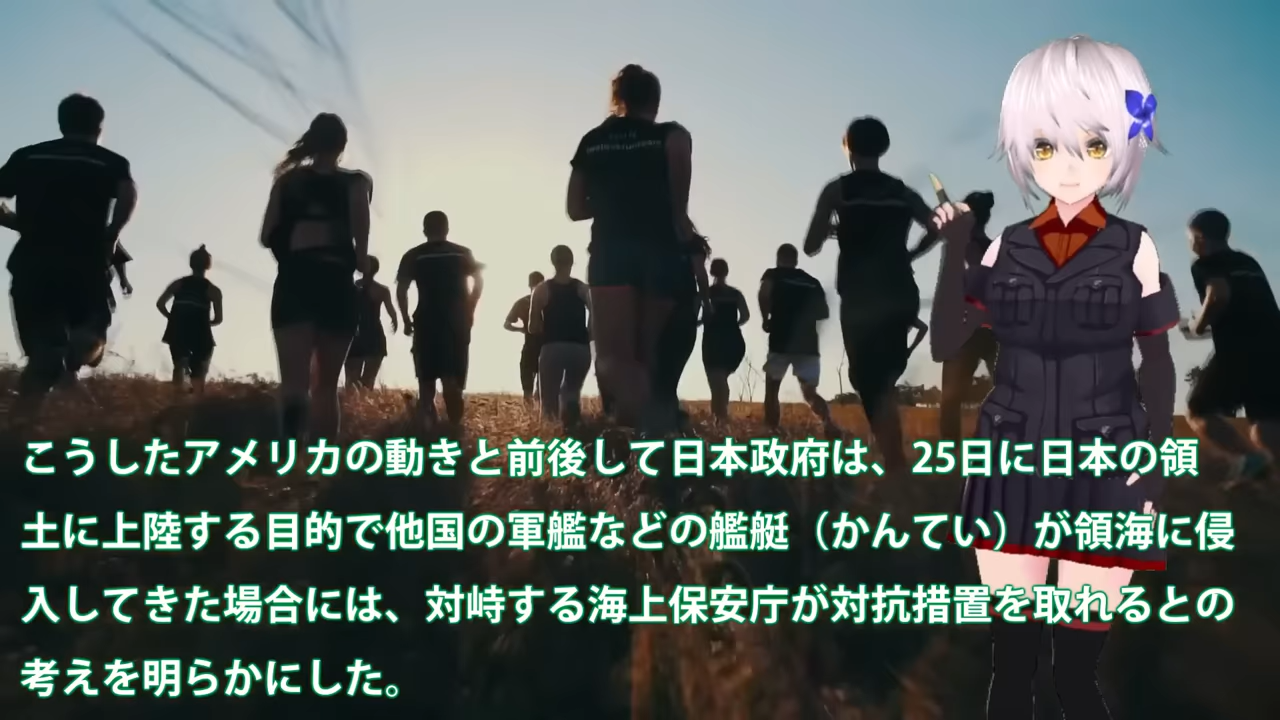 こうしたアメリカの動きと前後して日本政府は、25日に日本の領
土に上陸する目的で他国の軍艦などの艦艇（かんてい）が領海に侵
入してきた場合には、対峙する海上保安庁が対抗措置を取れるとの
考えを明らかにした。